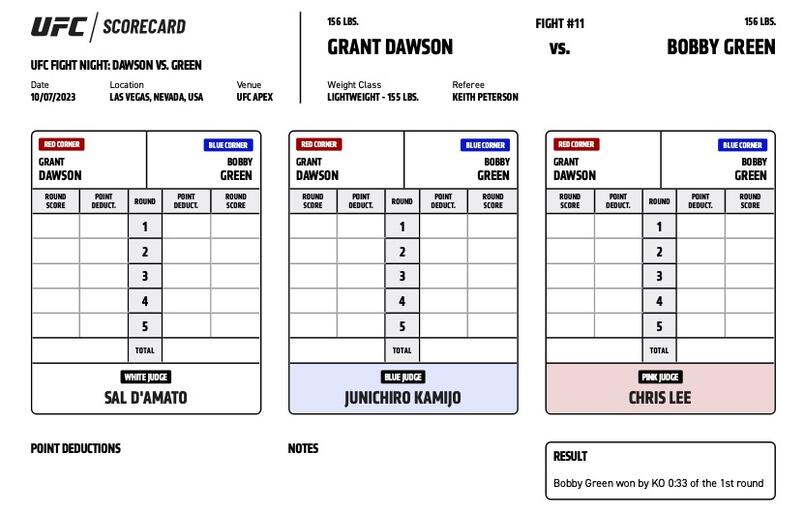 UFC / SCORECARD
UFC FIGHT NIGHT: DAWSON VS. GREEN
Date
Location
Venue
10/07/2023
LAS VEGAS, NEVADA, USA
UFC APEX
156 LBS.
FIGHT #11
156 LBS.
GRANT DAWSON
VS.
BOBBY GREEN
Weight Class
Referee
LIGHTWEIGHT - 155 LBS.
KEITH PETERSON
RED CORNER
BLUE CORNER
GRANT
DAWSON
BOBBY
GREEN
ROUND SCORE
POINT DEDUCT.
ROUND
POINT DEDUCT.
ROUND SCORE
1
2
3
4
5
TOTAL
WHITE JUDGE
SAL D'AMATO
RED CORNER
BLUE CORNER
GRANT
DAWSON
BOBBY
GREEN
ROUND SCORE
POINT DEDUCT.
ROUND
POINT DEDUCT.
ROUND SCORE
1
2
3
4
5
TOTAL
BLUE JUDGE
JUNICHIRO KAMIJO
RED CORNER
BLUE CORNER
GRANT
DAWSON
BOBBY
GREEN
ROUND SCORE
POINT DEDUCT.
ROUND
POINT DEDUCT.
ROUND SCORE
1
2
3
4
5
TOTAL
PINK JUDGE
CHRIS LEE
POINT DEDUCTIONS
NOTES
RESULT
Bobby Green won by KO 0:33 of the 1st round